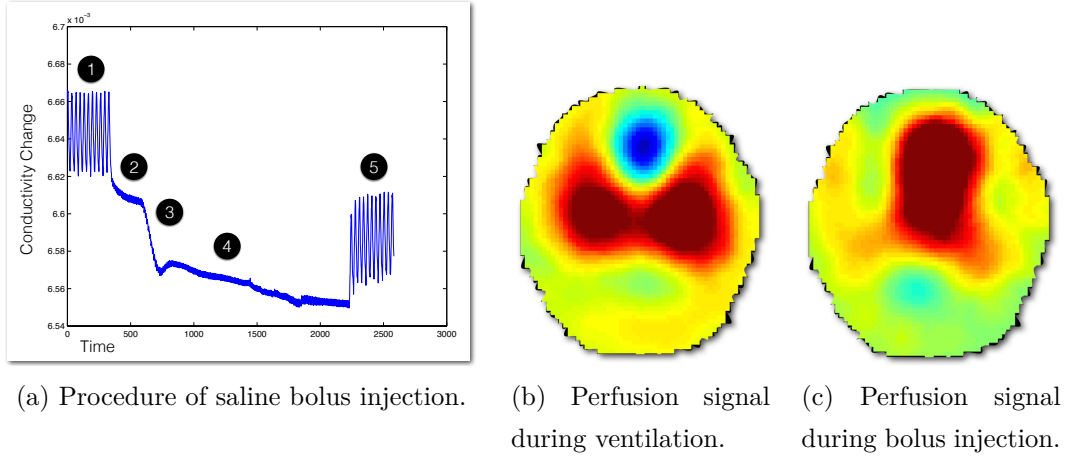 x 10⁻³
6.7
6.68
6.66
6.64
6.62
6.6
6.58
6.56
6.54
Conductivity Change
1
2
3
4
5
0 500 1000 1500 2000 2500 3000
Time
(a) Procedure of saline bolus injection.
(b) Perfusion signal
during ventilation.
(c) Perfusion signal
during bolus injection.